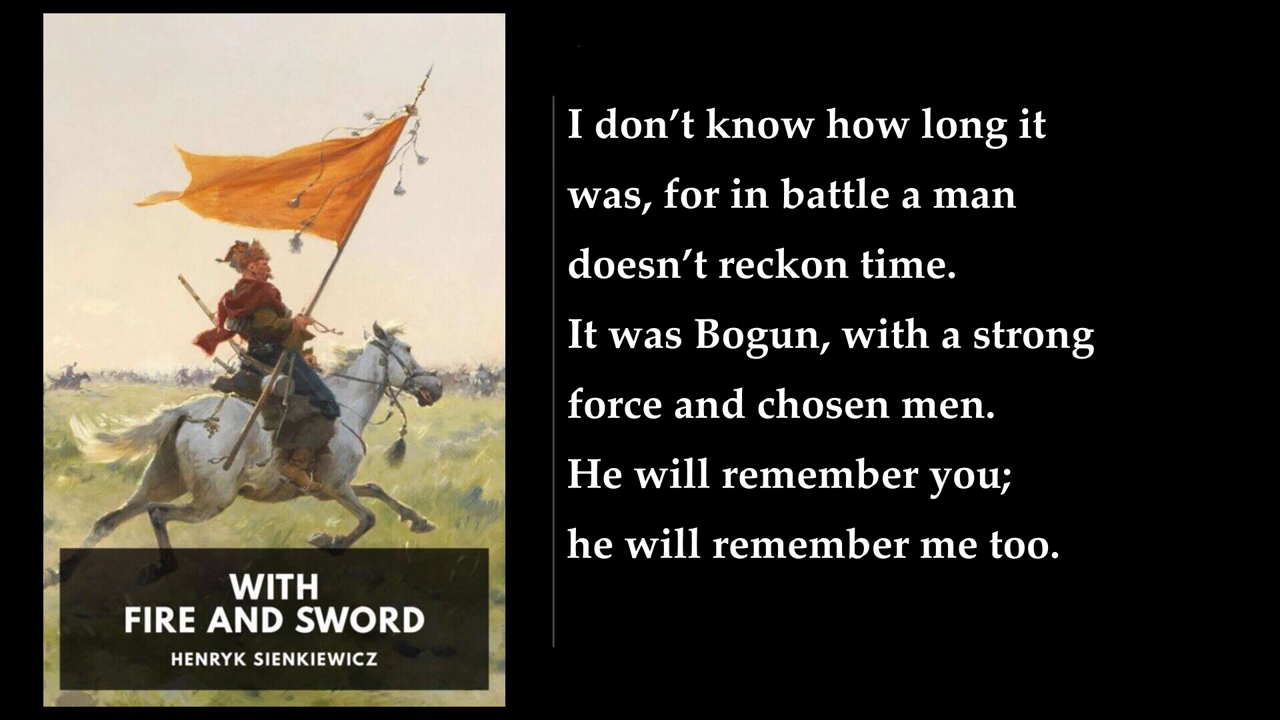 WITH
FIRE AND SWORD
HENRYK SIENKIEWICZ
I don’t know how long it
was, for in battle a man
doesn’t reckon time.
It was Bogun, with a strong
force and chosen men.
He will remember you;
he will remember me too.